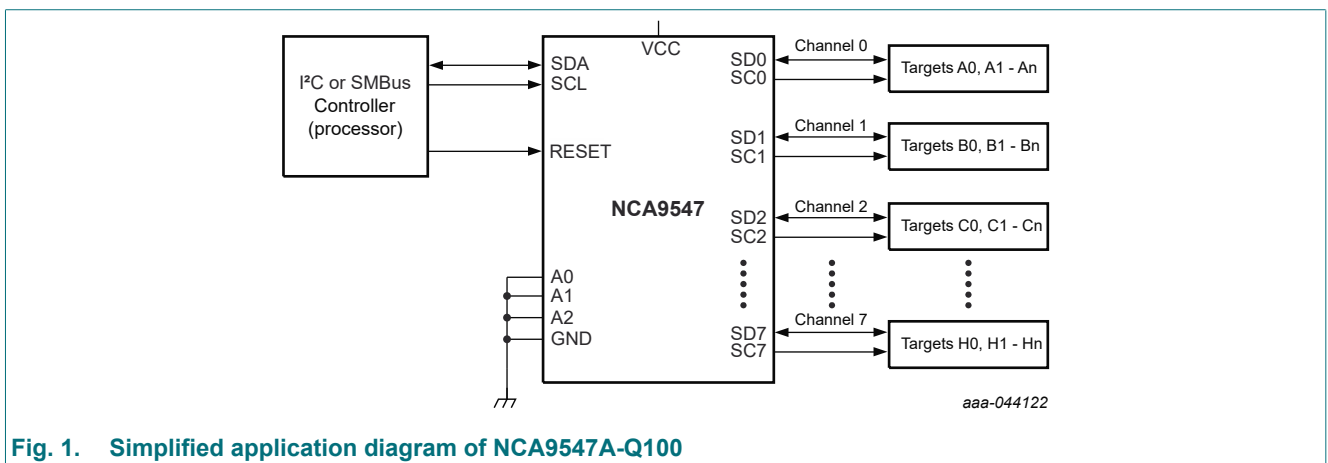 I²C or SMBus
Controller
(processor)
VCC
SDA
SCL
RESET
NCA9547
A0
A1
A2
GND
SD0
SC0
SD1
SC1
SD2
SC2
SD7
SC7
Channel 0
Channel 1
Channel 2
Channel 7
Targets A0, A1 - An
Targets B0, B1 - Bn
Targets C0, C1 - Cn
Targets H0, H1 - Hn
aaa-044122
Fig. 1. Simplified application diagram of NCA9547A-Q100